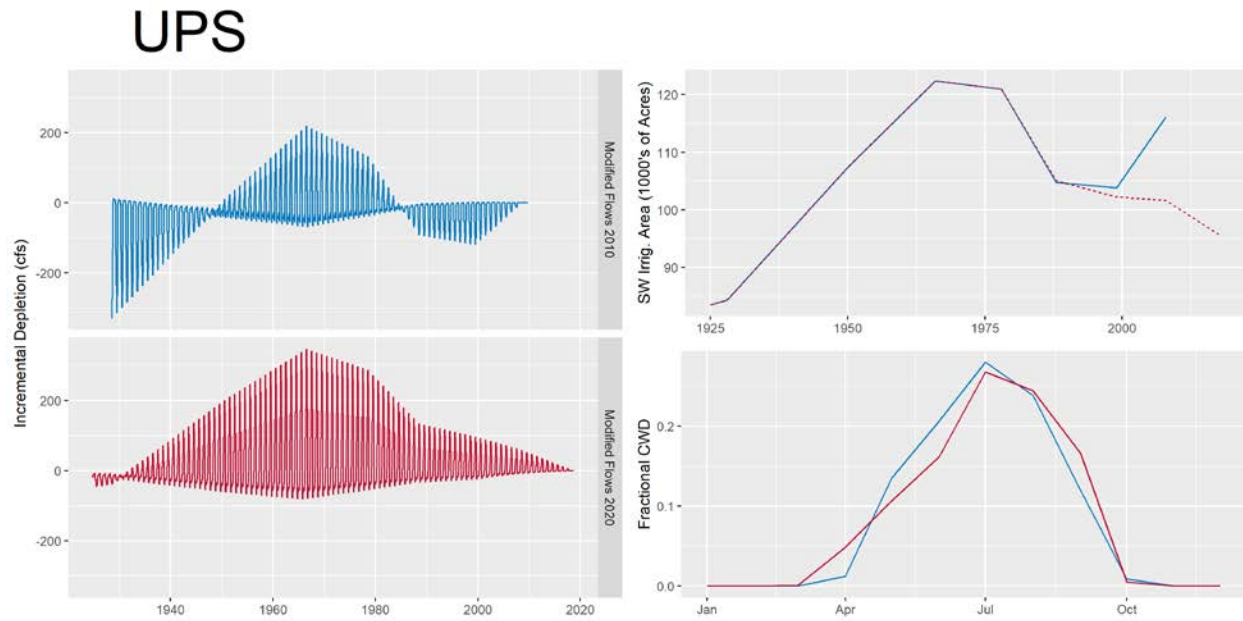 UPS
Incremental Depletion (cfs)
200
0
-200
Modified Flows 2010
200
0
-200
Modified Flows 2020
1940
1960
1980
2000
2020
SW Irrig. Area (1000's of Acres)
120
110
100
90
1925
1950
1975
2000
Fractional CWD
0.2
0.1
0.0
Jan
Apr
Jul
Oct